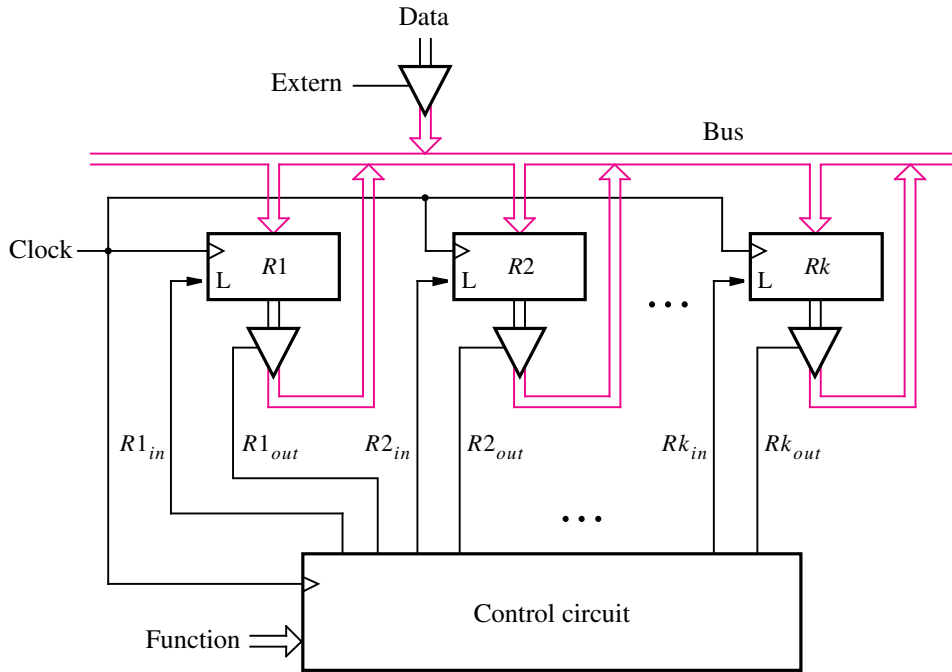 Data
Extern
Bus
Clock
R1
R2
Rk
L
L
L
R1in
R1out
R2in
R2out
Rkin
Rkout
Control circuit
Function